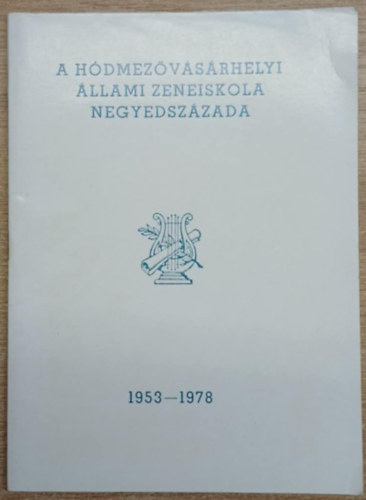 A HÓDMEZŐVÁSÁRHELYI
ÁLLAMI ZENEISKOLA
NEGYEDSZÁZADA
1953—1978